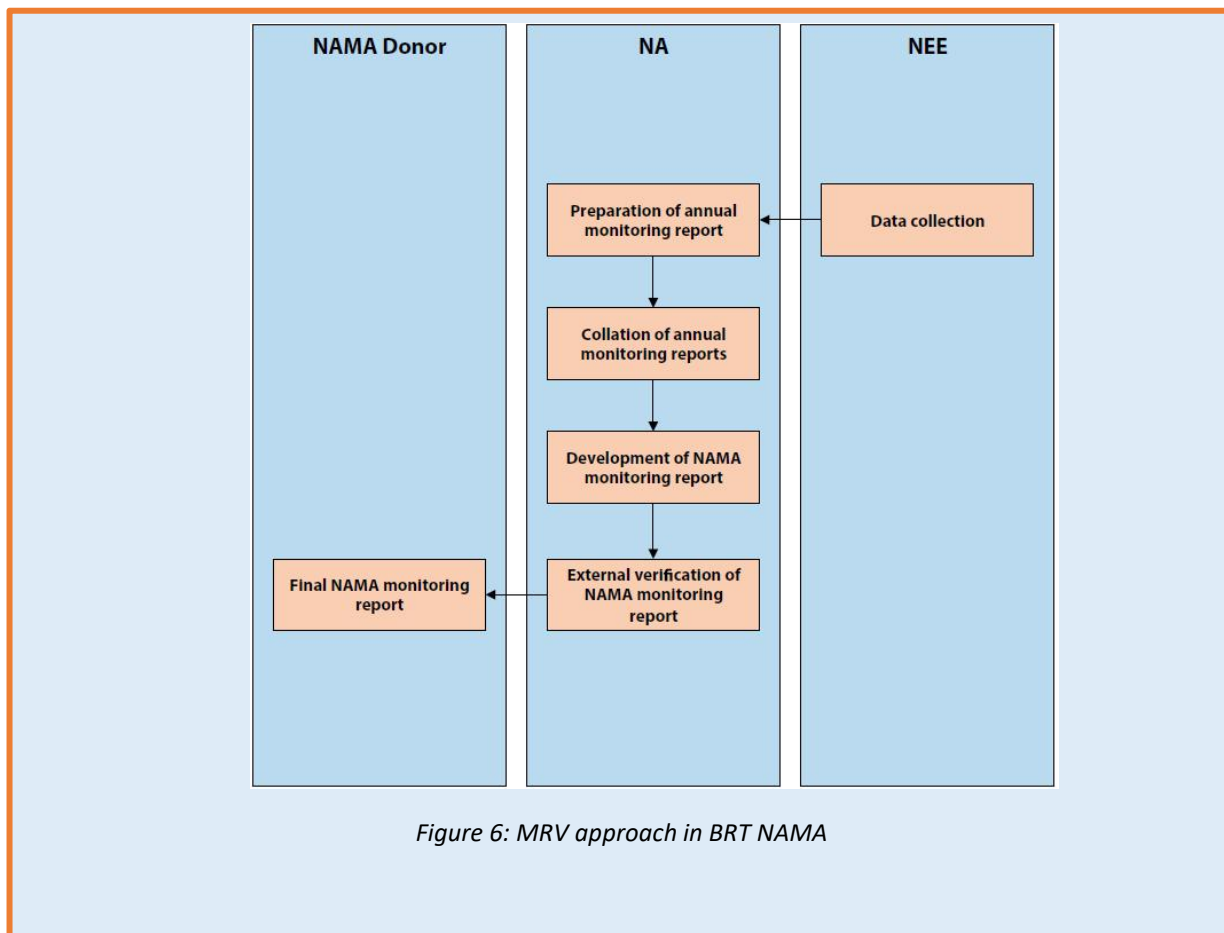 NAMA Donor
NA
NEE
Preparation of annual
monitoring report
Data collection
Collation of annual
monitoring reports
Development of NAMA
monitoring report
Final NAMA monitoring
report
External verification of
NAMA monitoring
report
Figure 6: MRV approach in BRT NAMA